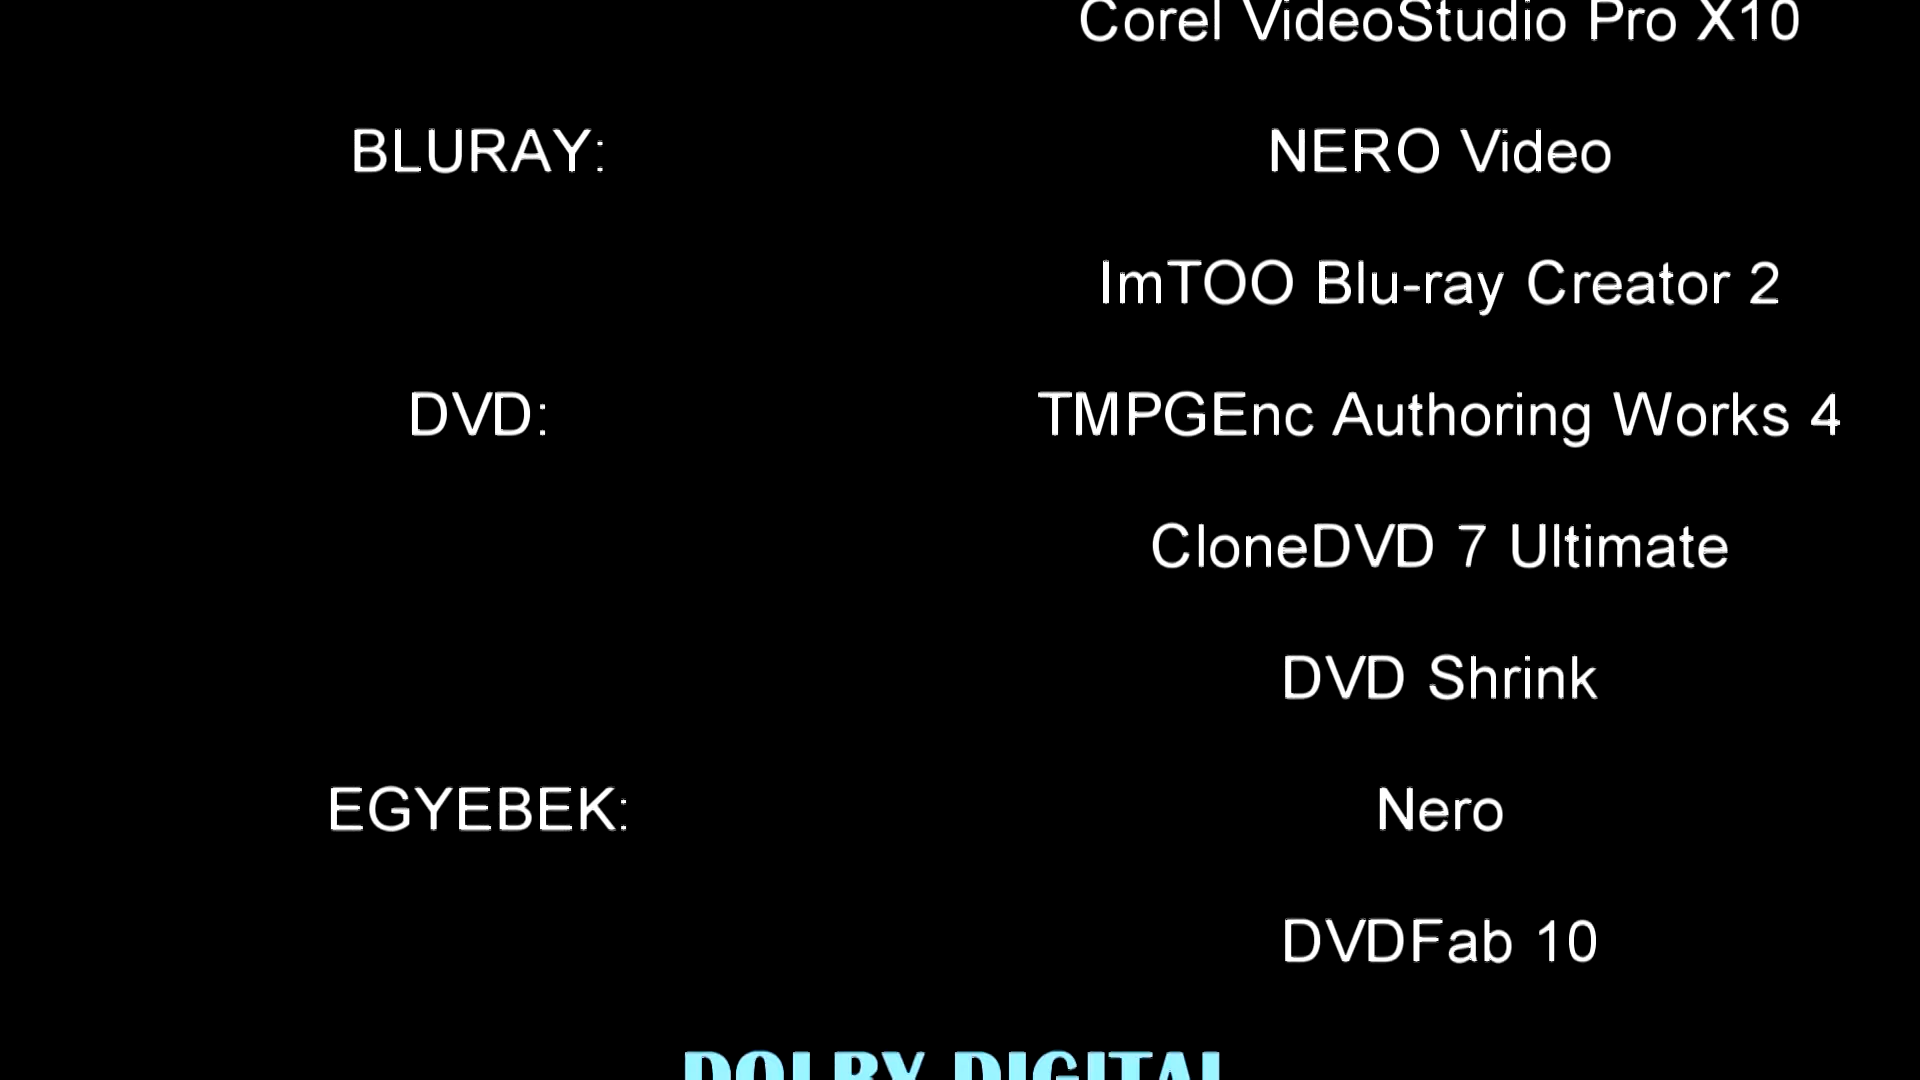 Corel VideoStudio Pro X10
BLURAY: NERO Video
ImTOO Blu-ray Creator 2
DVD: TMPGEnc Authoring Works 4
CloneDVD 7 Ultimate
DVD Shrink
EGYEBEK: Nero
DVDFab 10
DOLBY DIGITAL